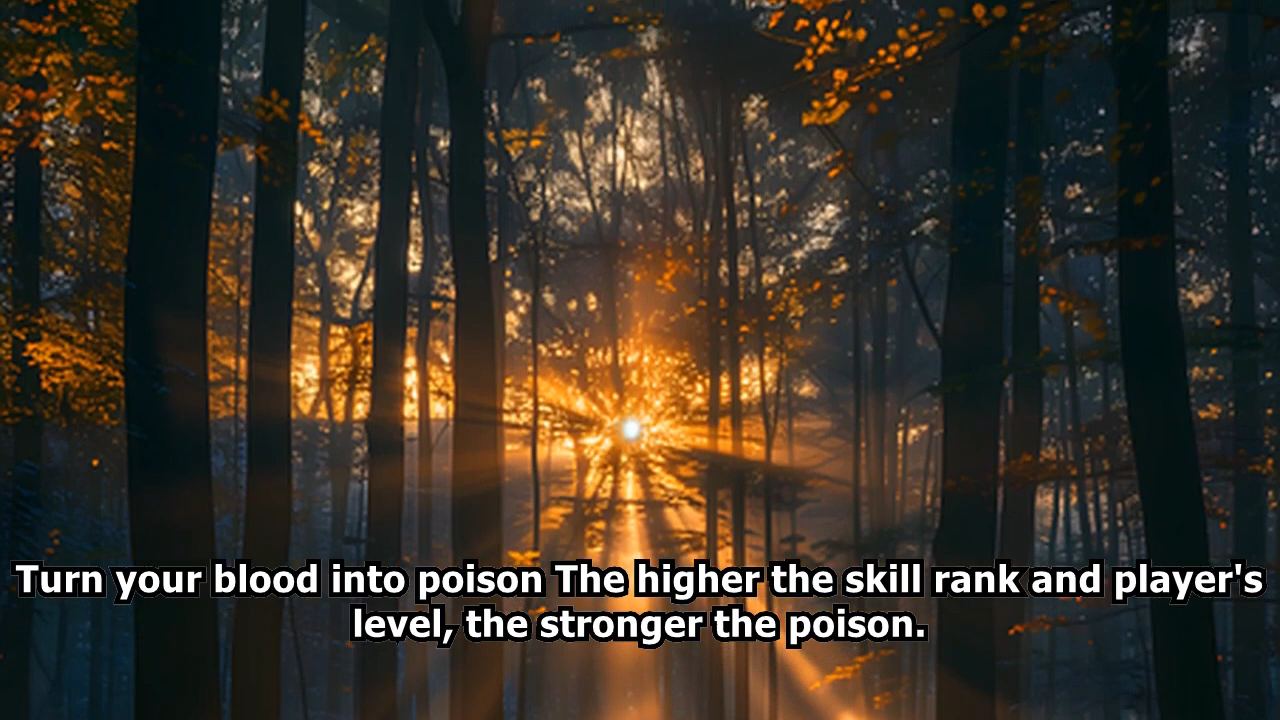 Turn your blood into poison The higher the skill rank and player's
level, the stronger the poison.